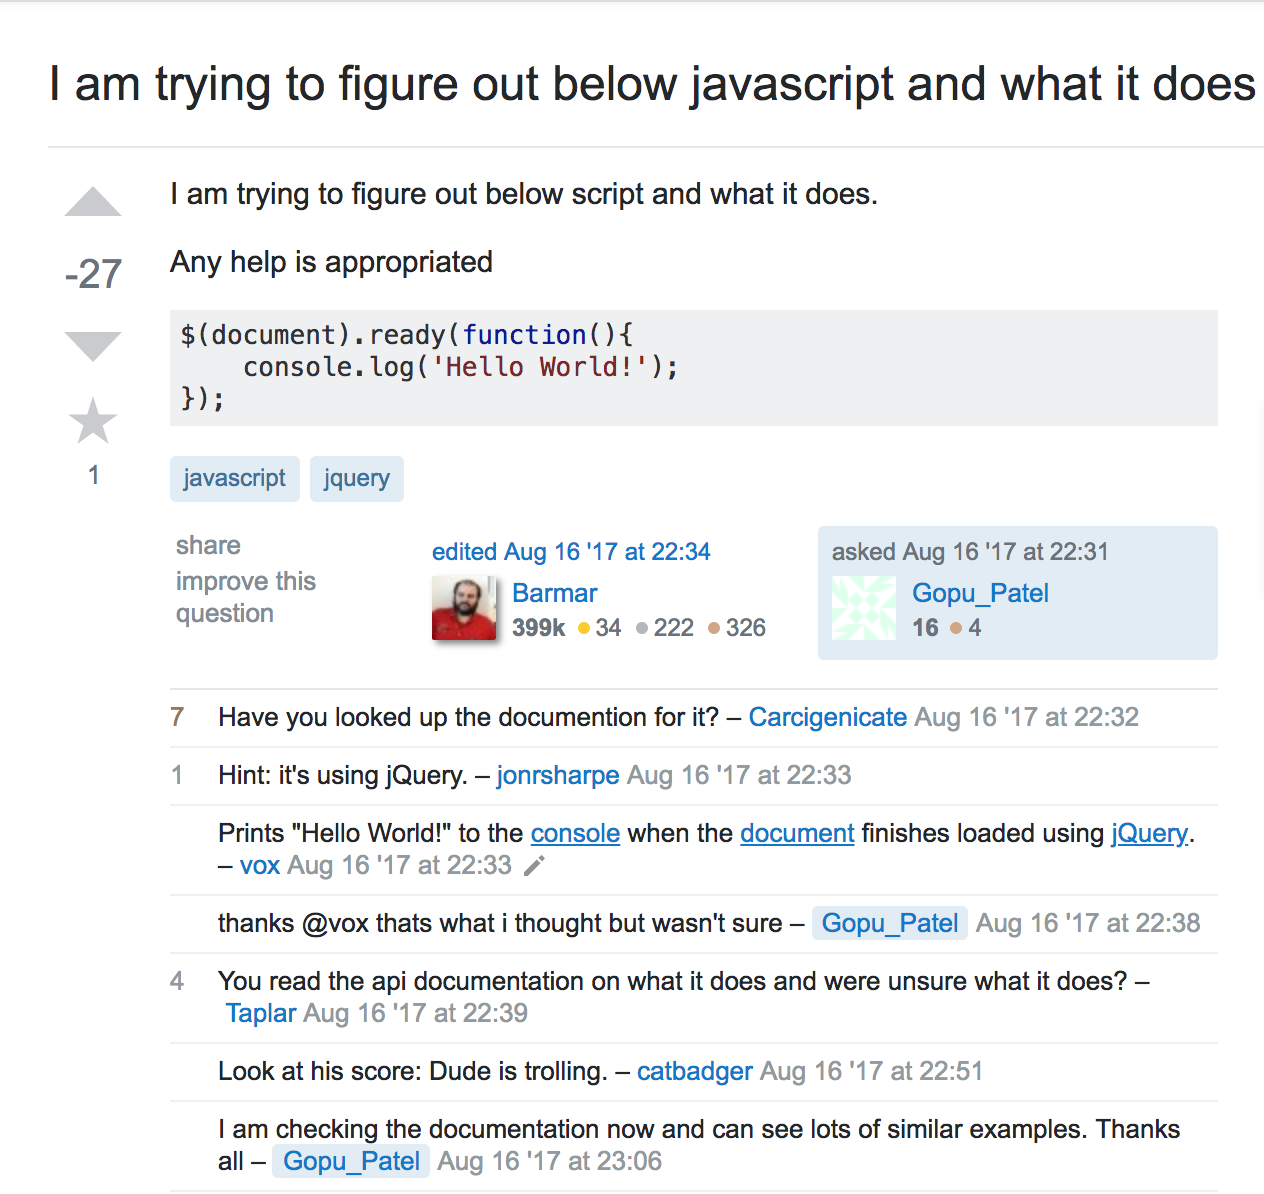 I am trying to figure out below javascript and what it does
I am trying to figure out below script and what it does.
-27
Any help is appropriated
$(document).ready(function(){
    console.log('Hello World!');
});
1
javascript jquery
share
improve this
question
edited Aug 16 '17 at 22:34
Barmar
399k 34 222 326
asked Aug 16 '17 at 22:31
Gopu_Patel
16 4
7 Have you looked up the documention for it? – Carcigenicate Aug 16 '17 at 22:32
1 Hint: it's using jQuery. – jonrsharpe Aug 16 '17 at 22:33
Prints "Hello World!" to the console when the document finishes loaded using jQuery.
– vox Aug 16 '17 at 22:33
thanks @vox thats what i thought but wasn't sure – Gopu_Patel Aug 16 '17 at 22:38
4 You read the api documentation on what it does and were unsure what it does? –
Taplar Aug 16 '17 at 22:39
Look at his score: Dude is trolling. – catbadger Aug 16 '17 at 22:51
I am checking the documentation now and can see lots of similar examples. Thanks
all – Gopu_Patel Aug 16 '17 at 23:06